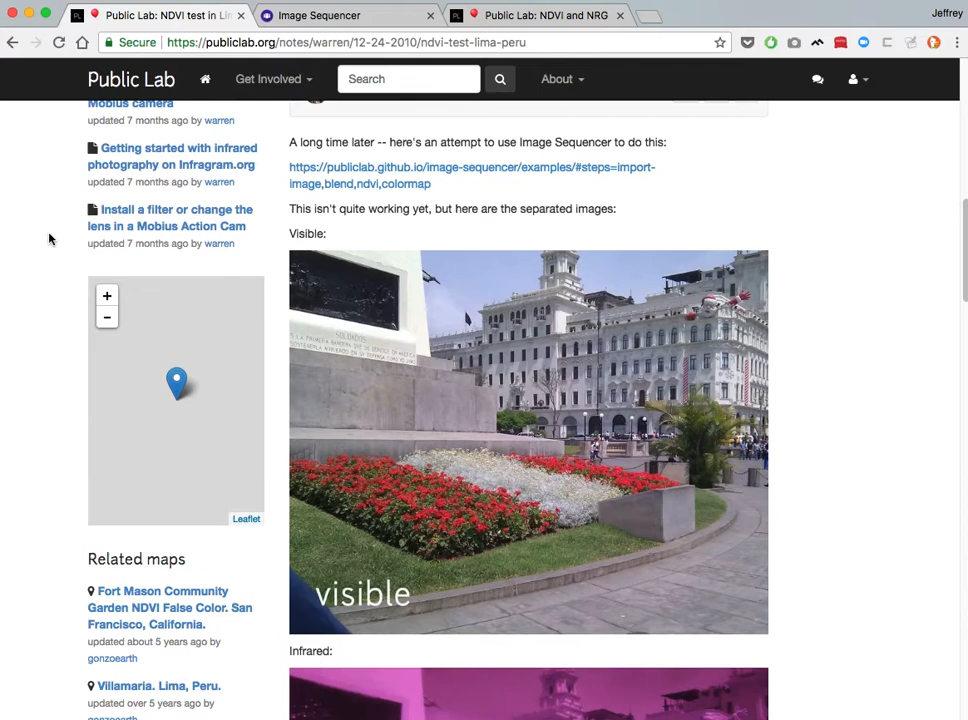 Public Lab: NDVI test in Lim
Image Sequencer
Public Lab: NDVI and NRG
Jeffrey
Secure
https://publiclab.org/notes/warren/12-24-2010/ndvi-test-lima-peru
Public Lab
Get Involved
Search
About
Mobius camera
updated 7 months ago by warren
Getting started with infrared
photography on Infragram.org
updated 7 months ago by warren
Install a filter or change the
lens in a Mobius Action Cam
updated 7 months ago by warren
+
−
Leaflet
Related maps
Fort Mason Community
Garden NDVI False Color. San
Francisco, California.
updated about 5 years ago by
gonzoearth
Villamaria. Lima, Peru.
updated over 5 years ago by
gonzoearth
A long time later -- here's an attempt to use Image Sequencer to do this:
https://publiclab.github.io/image-sequencer/examples/#steps=import-
image,blend,ndvi,colormap
This isn't quite working yet, but here are the separated images:
Visible:
visible
Infrared: